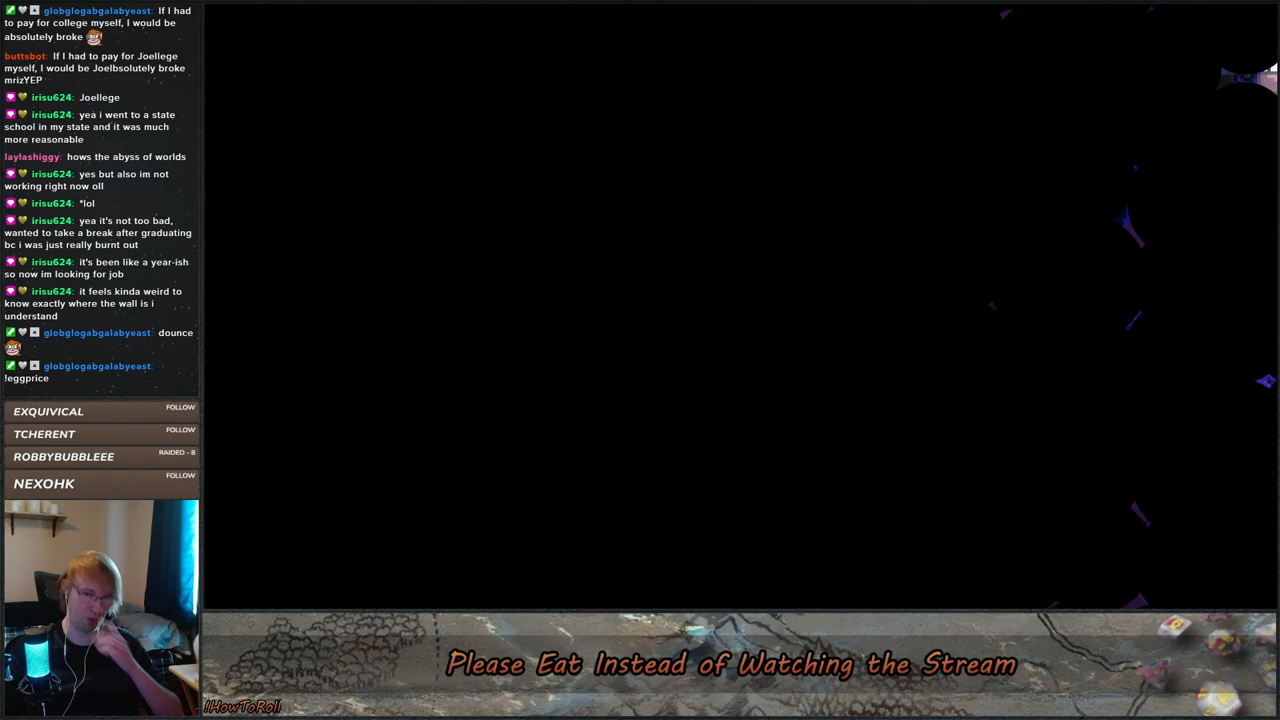 globglogabgalabyeast: If I had
to pay for college myself, I would be
absolutely broke
buttsbot: If I had to pay for Joellege
myself, I would be Joelbsolutely broke
mrizYEP
irisu624: Joellege
irisu624: yea i went to a state
school in my state and it was much
more reasonable
laylashiggy: hows the abyss of worlds
irisu624: yes but also im not
working right now oll
irisu624: *lol
irisu624: yea it's not too bad,
wanted to take a break after graduating
bc i was just really burnt out
irisu624: it's been like a year-ish
so now im looking for job
irisu624: it feels kinda weird to
know exactly where the wall is i
understand
globglogabgalabyeast: dounce
globglogabgalabyeast:
!eggprice
EXQUIVICAL FOLLOW
TCHERENT FOLLOW
ROBBYBUBBLEEE RAIDED - 8
NEXOHK FOLLOW
Please Eat Instead of Watching the Stream
!HowToRoll